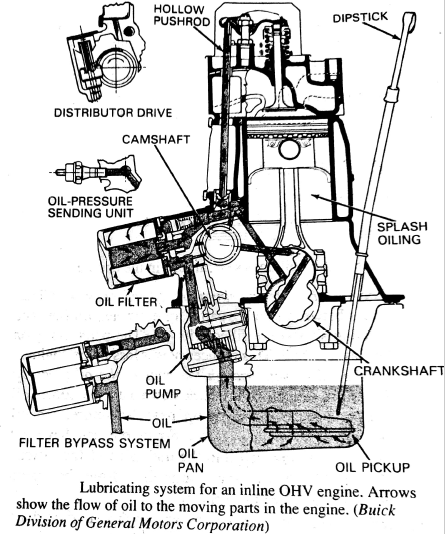 HOLLOW
PUSHROD
DIPSTICK
DISTRIBUTOR DRIVE
CAMSHAFT
OIL-PRESSURE
SENDING UNIT
SPLASH
OILING
OIL FILTER
OIL
PUMP
CRANKSHAFT
OIL
FILTER BYPASS SYSTEM
OIL
PAN
OIL PICKUP
Lubricating system for an inline OHV engine. Arrows
show the flow of oil to the moving parts in the engine. (Buick
Division of General Motors Corporation)